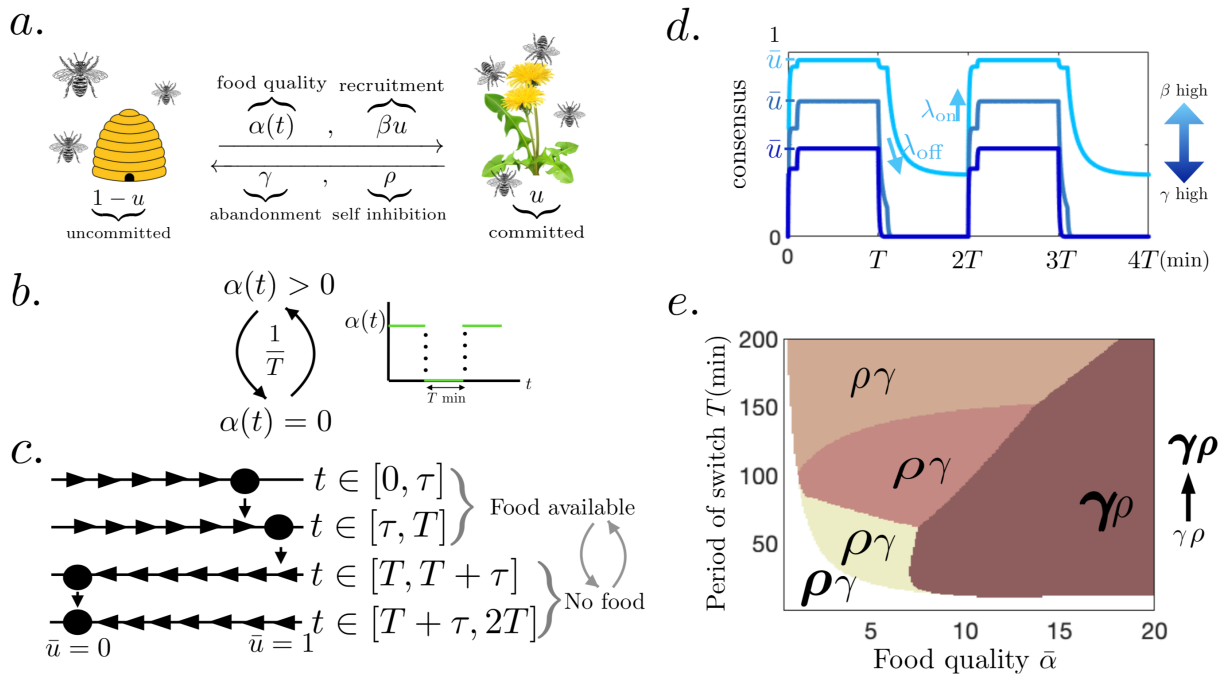 a.
food quality recruitment
α(t) , βu
γ , ρ
abandonment self inhibition
1 − u
uncommitted
u
committed
b.
α(t) > 0
1
T
α(t) = 0
α(t)
t
T min
c.
t ∈ [0, τ]
t ∈ [τ, T]
t ∈ [T, T + τ]
t ∈ [T + τ, 2T]
ū = 0 ū = 1
Food available
No food
d.
consensus
1
ū
ū
ū
0
λon
λoff
0 T 2T 3T 4T(min)
β high
γ high
e.
Period of switch T(min)
200
150
100
50
ργ
ργ
ργ
ργ
γρ
5 10 15 20
Food quality ᾱ
γρ
γρ